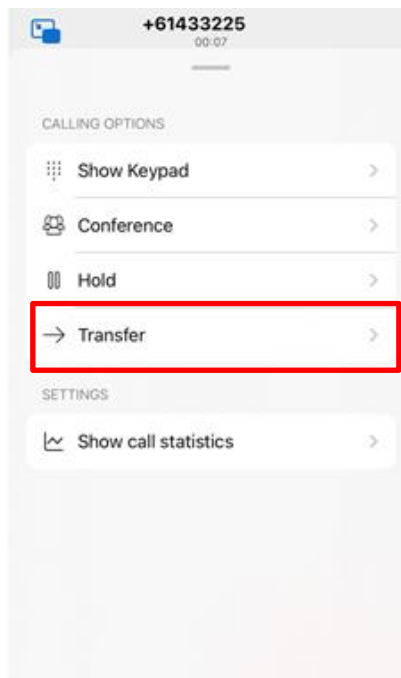 +61433225
00:07
CALLING OPTIONS
Show Keypad
Conference
Hold
Transfer
SETTINGS
Show call statistics